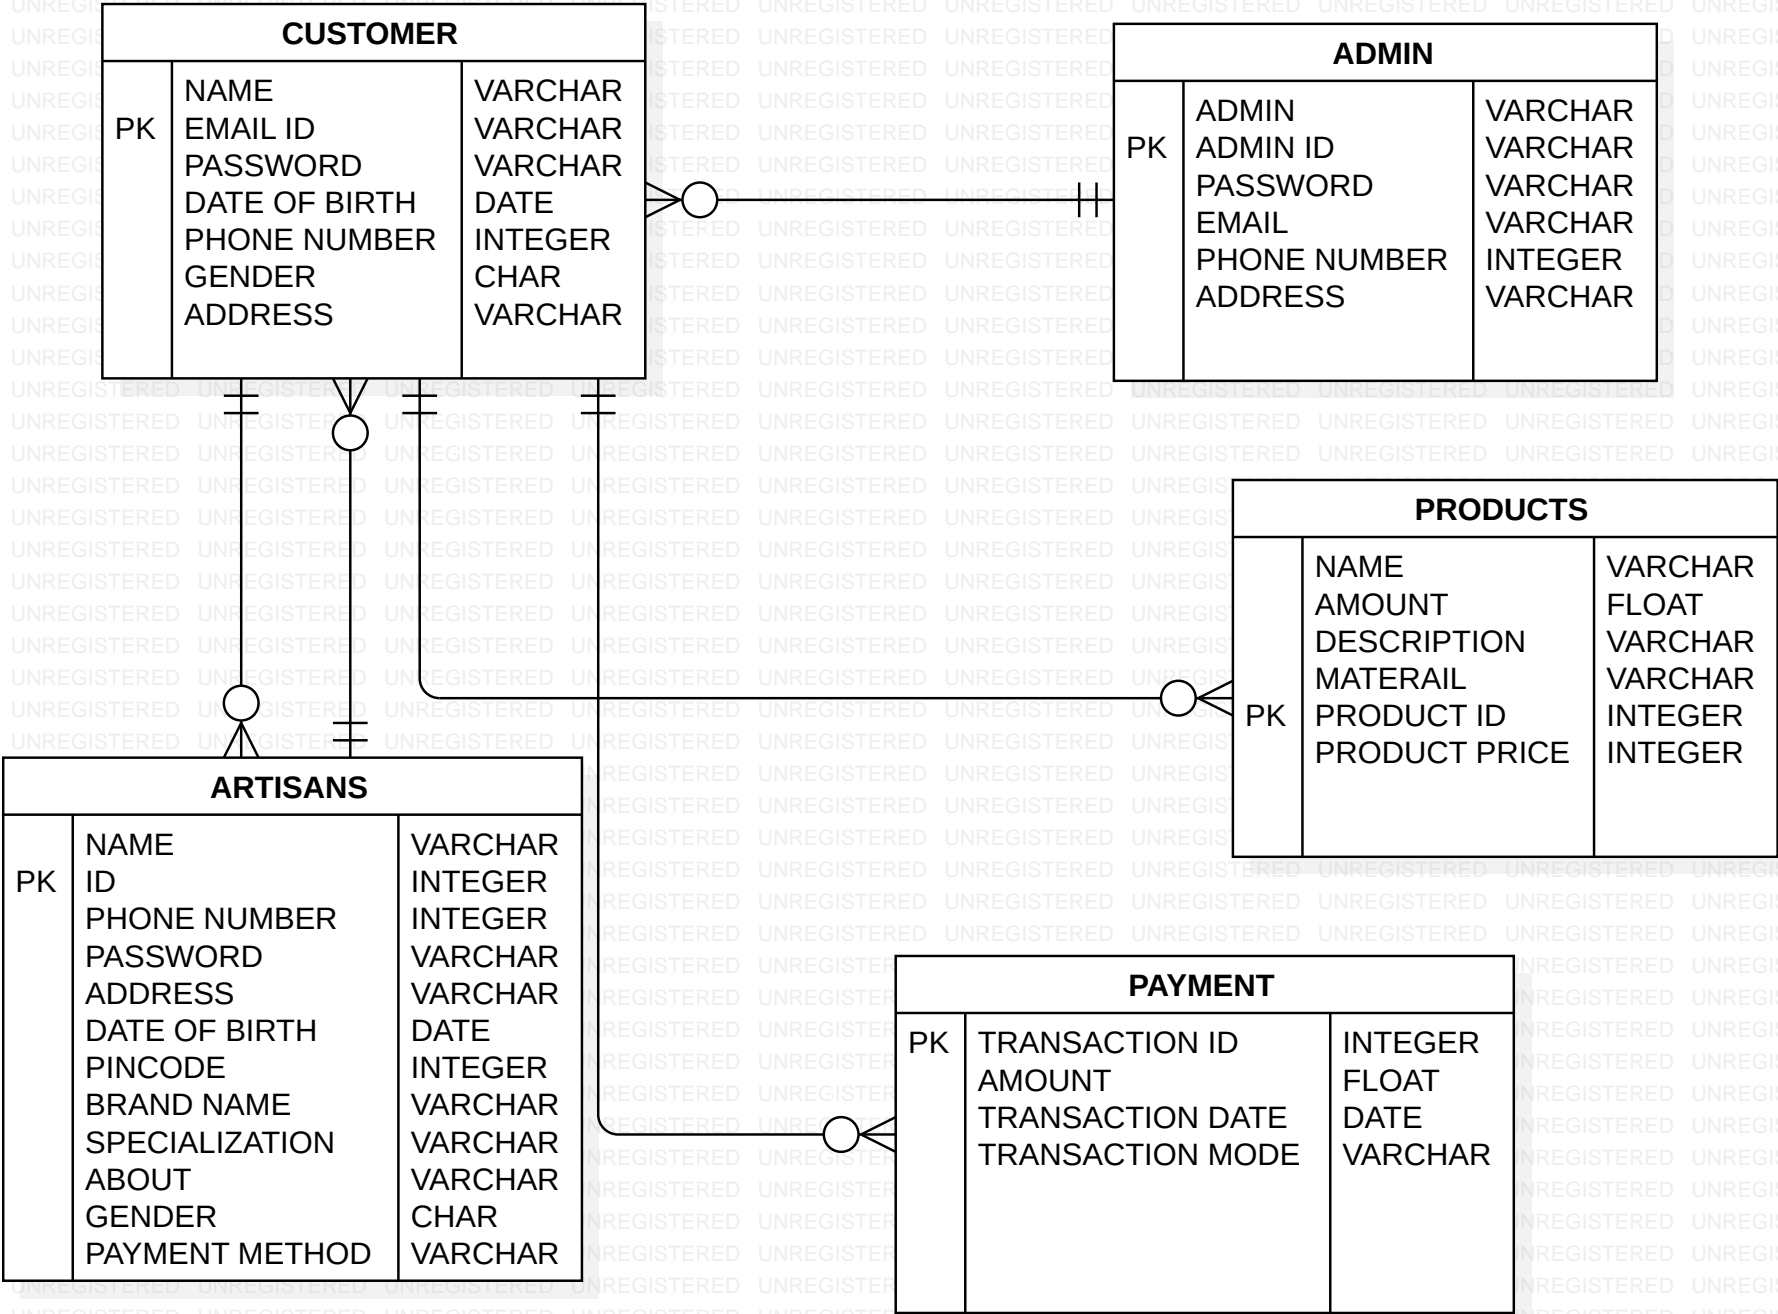 CUSTOMER
NAME VARCHAR
PK EMAIL ID VARCHAR
PASSWORD VARCHAR
DATE OF BIRTH DATE
PHONE NUMBER INTEGER
GENDER CHAR
ADDRESS VARCHAR
ADMIN
ADMIN VARCHAR
PK ADMIN ID VARCHAR
PASSWORD VARCHAR
EMAIL VARCHAR
PHONE NUMBER INTEGER
ADDRESS VARCHAR
PRODUCTS
NAME VARCHAR
AMOUNT FLOAT
DESCRIPTION VARCHAR
MATERAIL VARCHAR
PK PRODUCT ID INTEGER
PRODUCT PRICE INTEGER
ARTISANS
NAME VARCHAR
PK ID INTEGER
PHONE NUMBER INTEGER
PASSWORD VARCHAR
ADDRESS VARCHAR
DATE OF BIRTH DATE
PINCODE INTEGER
BRAND NAME VARCHAR
SPECIALIZATION VARCHAR
ABOUT VARCHAR
GENDER CHAR
PAYMENT METHOD VARCHAR
PAYMENT
PK TRANSACTION ID INTEGER
AMOUNT FLOAT
TRANSACTION DATE DATE
TRANSACTION MODE VARCHAR
UNREGISTERED